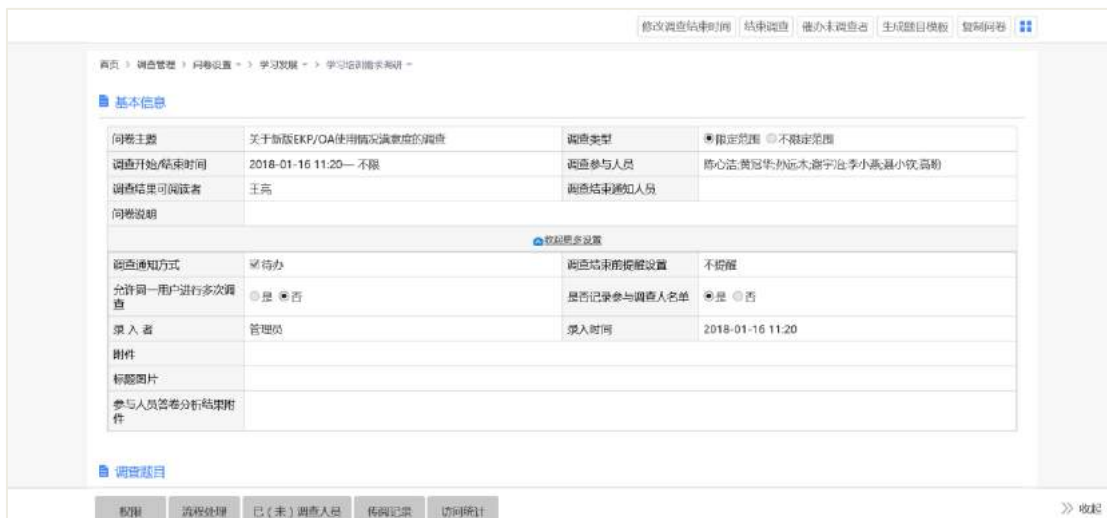 修改调查结束时间 结束调查 催办未调查者 生成题目模板 复制问卷
首页 > 调查管理 > 问卷设置 > 学习发展 > 学习培训需求调研
基本信息
问卷主题 关于新版EKP/OA使用情况满意度的调查 调查类型 限定范围 不限定范围
调查开始/结束时间 2018-01-16 11:20— 不限 调查参与人员 陈心洁;黄冠华;孙远木;谢宇浩;李小燕;聂小钦;高盼
调查结果可阅读者 王亮 调查结束通知人员
问卷说明
收起更多设置
调查通知方式 待办 调查结束前提醒设置 不提醒
允许同一用户进行多次调 是 否 是否记录参与调查人名单 是 否
查
录 入 者 管理员 录入时间 2018-01-16 11:20
附件
标题图片
参与人员答卷分析结果附
件
调查题目
权限 流程处理 已(未)调查人员 传阅记录 访问统计 收起